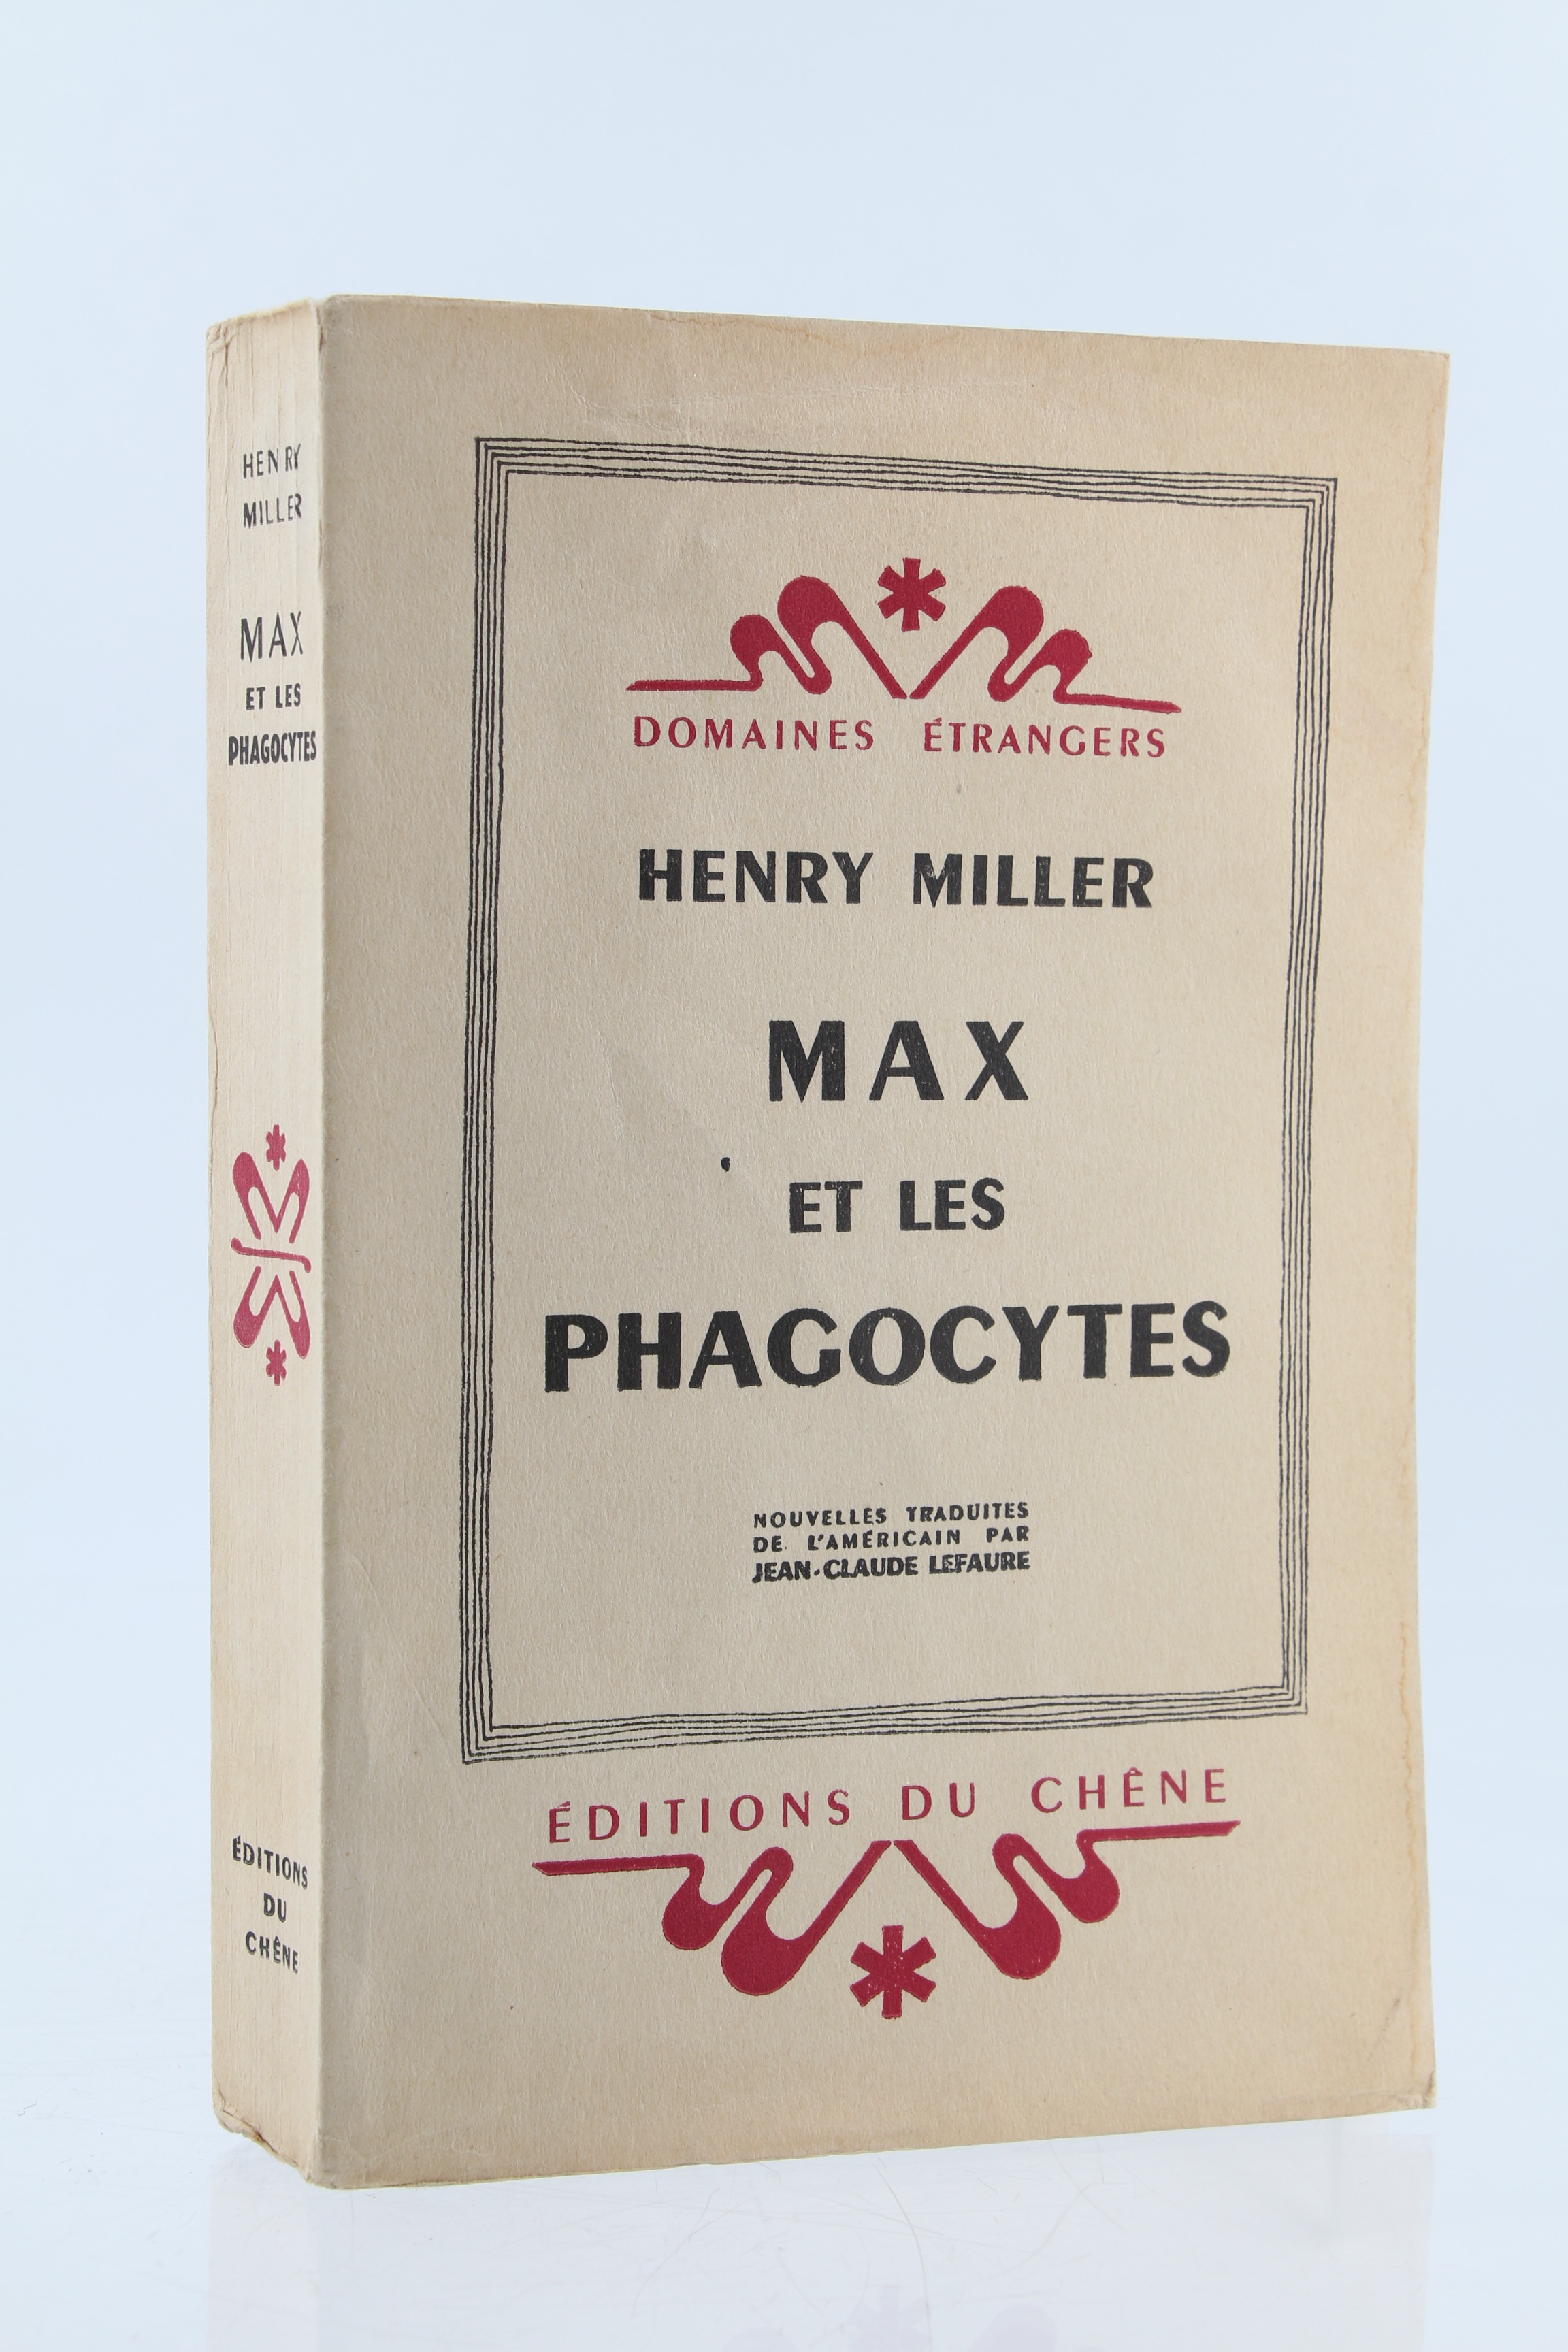 HENRY
MILLER
MAX
ET LES
PHAGOCYTES
ÉDITIONS
DU
CHÊNE
DOMAINES ÉTRANGERS
HENRY MILLER
MAX
ET LES
PHAGOCYTES
NOUVELLES TRADUITES
DE L'AMÉRICAIN PAR
JEAN-CLAUDE LEFAURE
ÉDITIONS DU CHÊNE